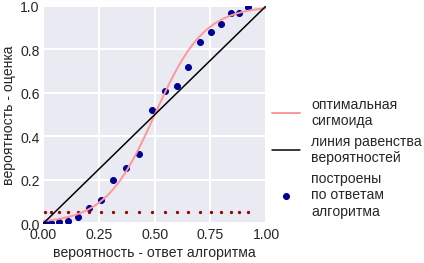 1.0
0.8
0.6
0.4
0.2
0.0
вероятность - оценка
0.00
0.25
0.50
0.75
1.00
вероятность - ответ алгоритма
оптимальная
сигмоида
линия равенства
вероятностей
построены
по ответам
алгоритма